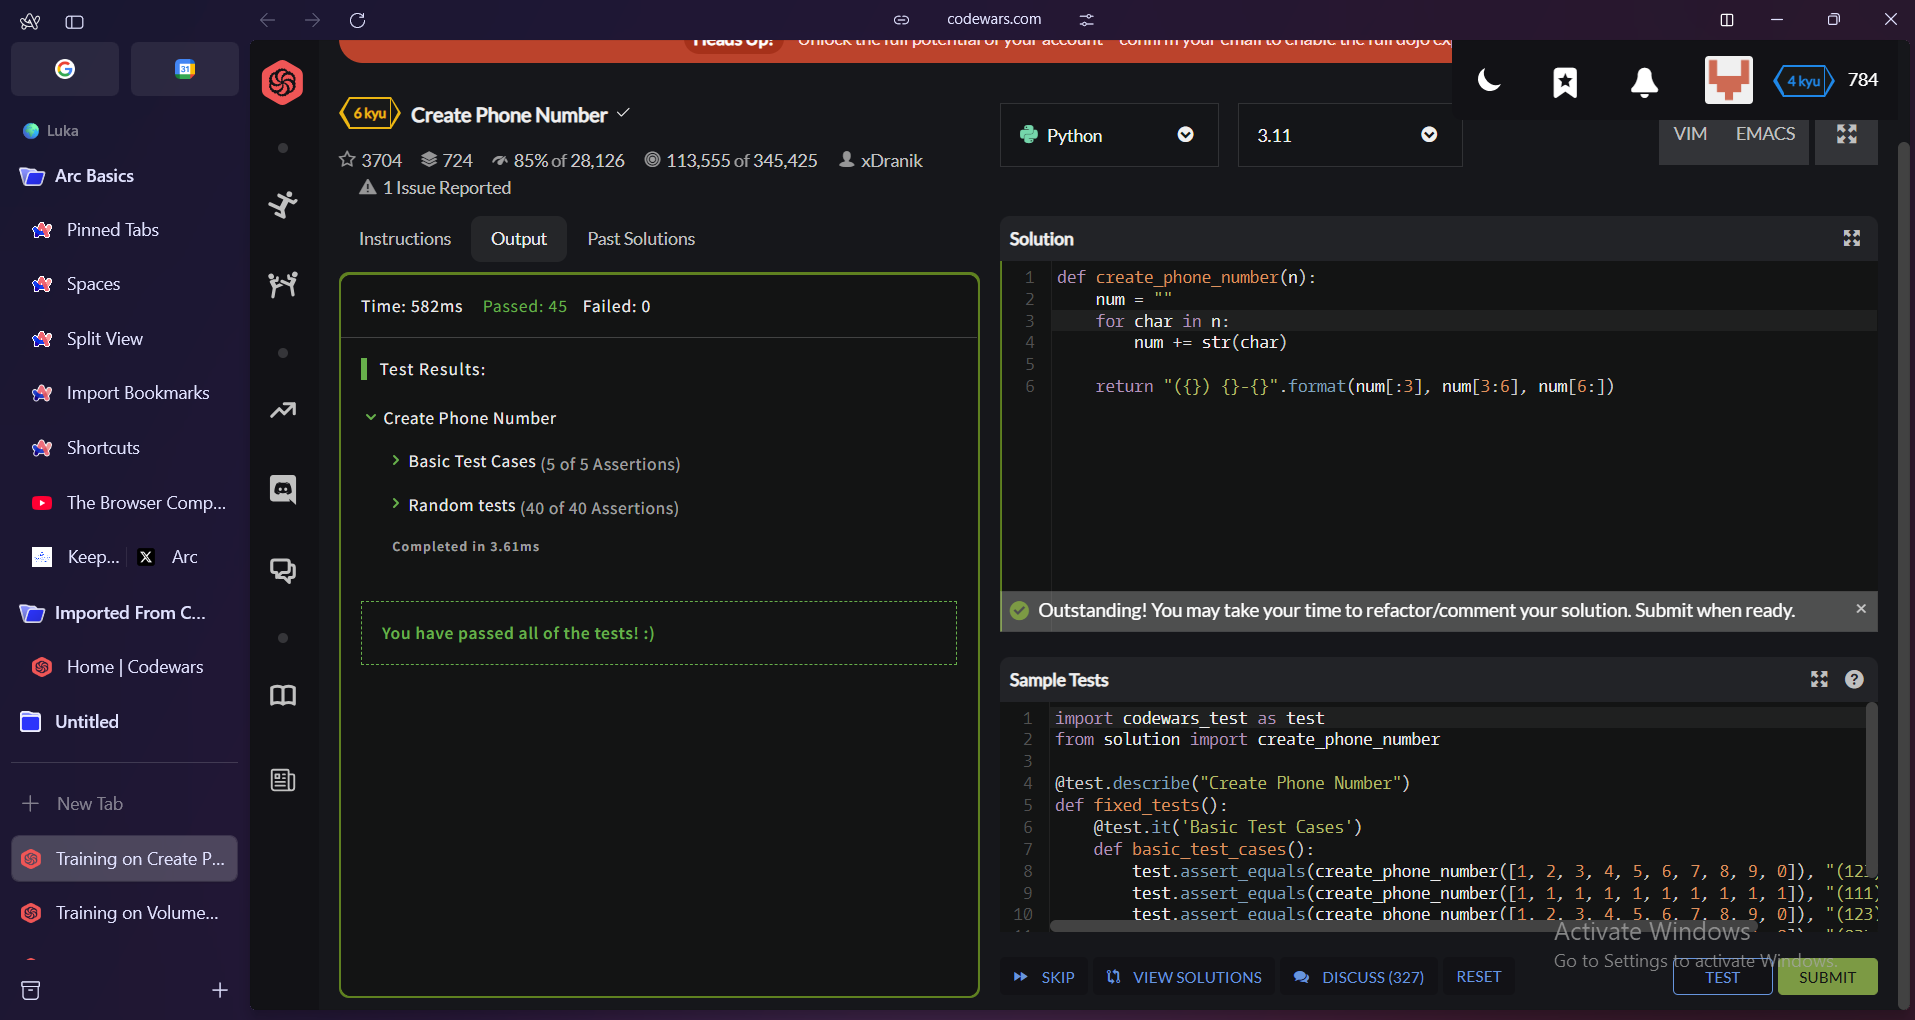 codewars.com
Luka
Arc Basics
Pinned Tabs
Spaces
Split View
Import Bookmarks
Shortcuts
The Browser Comp...
Keep... X Arc
Imported From C...
Home | Codewars
Untitled
New Tab
Training on Create P...
Training on Volume...
31
Heads Up! Unlock the full potential of your account confirm your email to enable the full dojo ex
6 kyu Create Phone Number
3704 724 85% of 28,126 113,555 of 345,425 xDranik
1 Issue Reported
Python
3.11
4 kyu 784
VIM EMACS
Instructions Output Past Solutions
Time: 582ms Passed: 45 Failed: 0
Test Results:
Create Phone Number
Basic Test Cases (5 of 5 Assertions)
Random tests (40 of 40 Assertions)
Completed in 3.61ms
You have passed all of the tests! :)
Solution
1 def create_phone_number(n):
2 num = ""
3 for char in n:
4 num += str(char)
5
6 return "({}) {}-{}".format(num[:3], num[3:6], num[6:])
Outstanding! You may take your time to refactor/comment your solution. Submit when ready.
Sample Tests
1 import codewars_test as test
2 from solution import create_phone_number
3
4 @test.describe("Create Phone Number")
5 def fixed_tests():
6 @test.it('Basic Test Cases')
7 def basic_test_cases():
8 test.assert_equals(create_phone_number([1, 2, 3, 4, 5, 6, 7, 8, 9, 0]), "(123)
9 test.assert_equals(create_phone_number([1, 1, 1, 1, 1, 1, 1, 1, 1, 1]), "(111)
10 test.assert_equals(create_phone_number([1, 2, 3, 4, 5, 6, 7, 8, 9, 0]), "(123)
Activate Windows
Go to Settings to activate Windows.
SKIP VIEW SOLUTIONS DISCUSS (327) RESET TEST SUBMIT